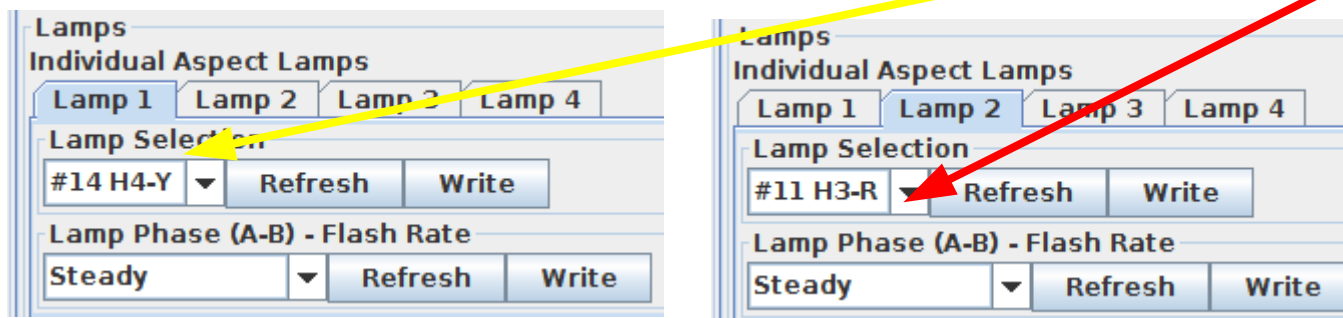 Lamps
Individual Aspect Lamps
Lamp 1 Lamp 2 Lamp 3 Lamp 4
Lamp Selection
#14 H4-Y Refresh Write
Lamp Phase (A-B) - Flash Rate
Steady Refresh Write
Lamps
Individual Aspect Lamps
Lamp 1 Lamp 2 Lamp 3 Lamp 4
Lamp Selection
#11 H3-R Refresh Write
Lamp Phase (A-B) - Flash Rate
Steady Refresh Write